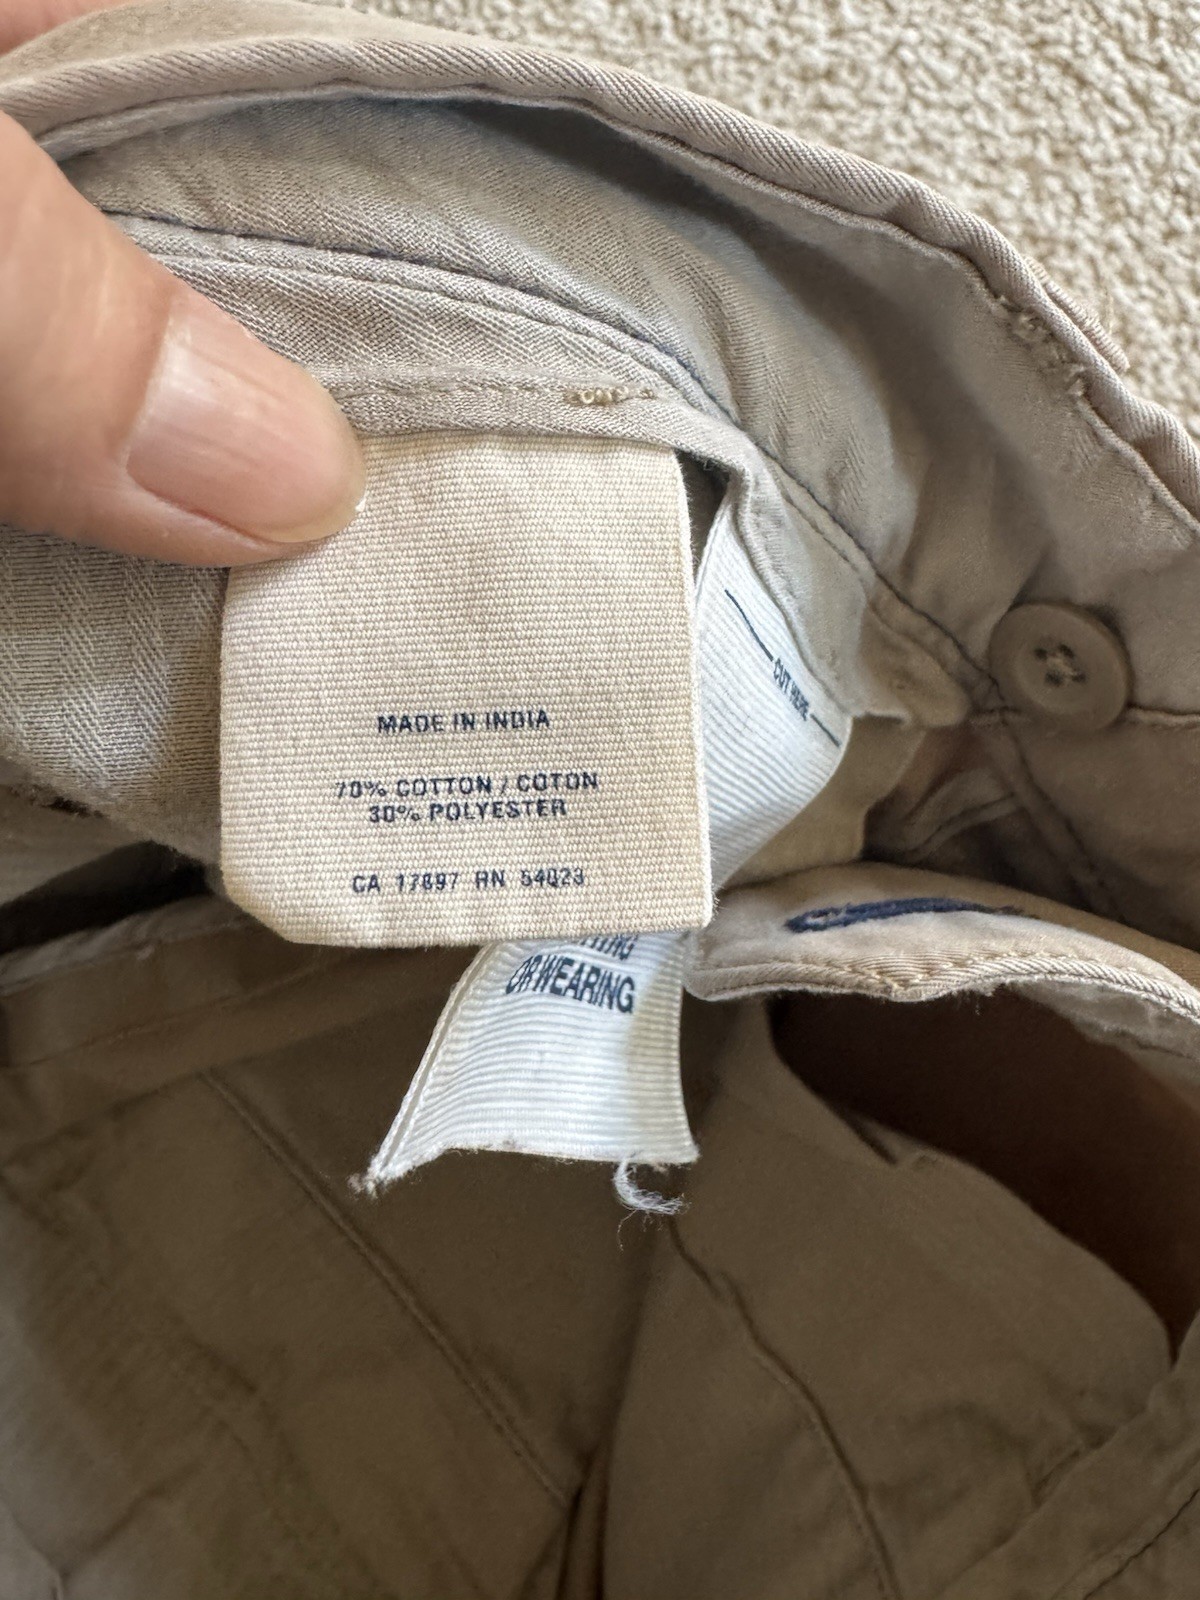 MADE IN INDIA
70% COTTON / COTON
30% POLYESTER
CA 17897 RN 54023
CUT HERE
OR WEARING